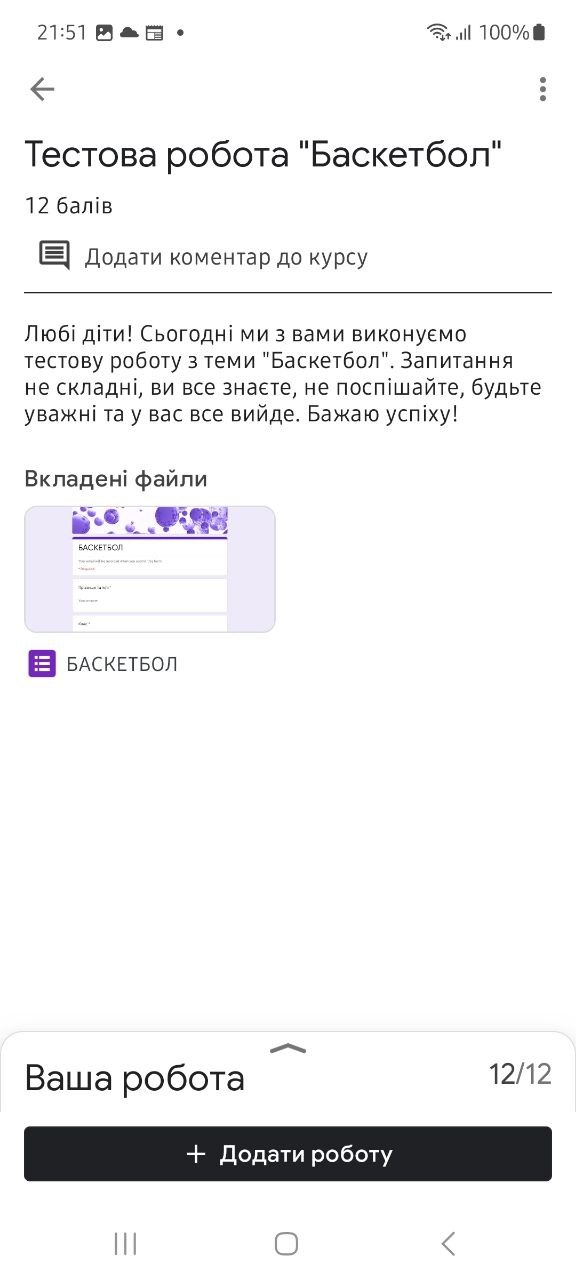 21:51
100%
Тестова робота "Баскетбол"
12 балів
Додати коментар до курсу
Любі діти! Сьогодні ми з вами виконуємо
тестову роботу з теми "Баскетбол". Запитання
не складні, ви все знаєте, не поспішайте, будьте
уважні та у вас все вийде. Бажаю успіху!
Вкладені файли
БАСКЕТБОЛ
БАСКЕТБОЛ
Ваша робота
12/12
+ Додати роботу